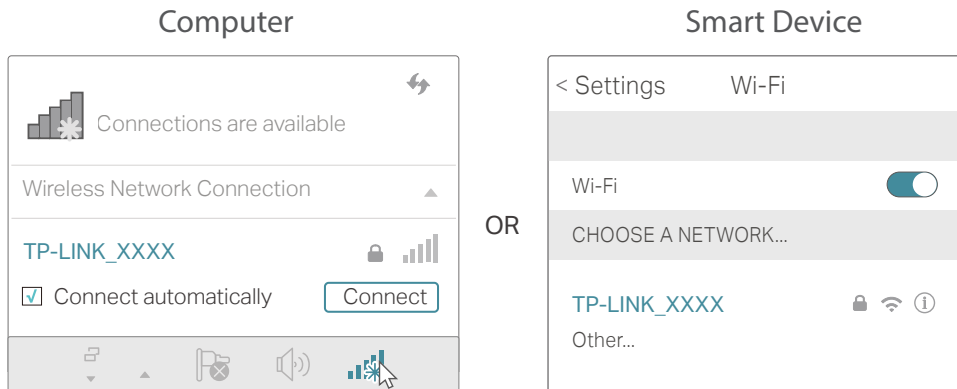 Computer
Connections are available
Wireless Network Connection
TP-LINK_XXXX
Connect automatically
Connect
OR
Smart Device
< Settings Wi-Fi
Wi-Fi
CHOOSE A NETWORK...
TP-LINK_XXXX
Other...